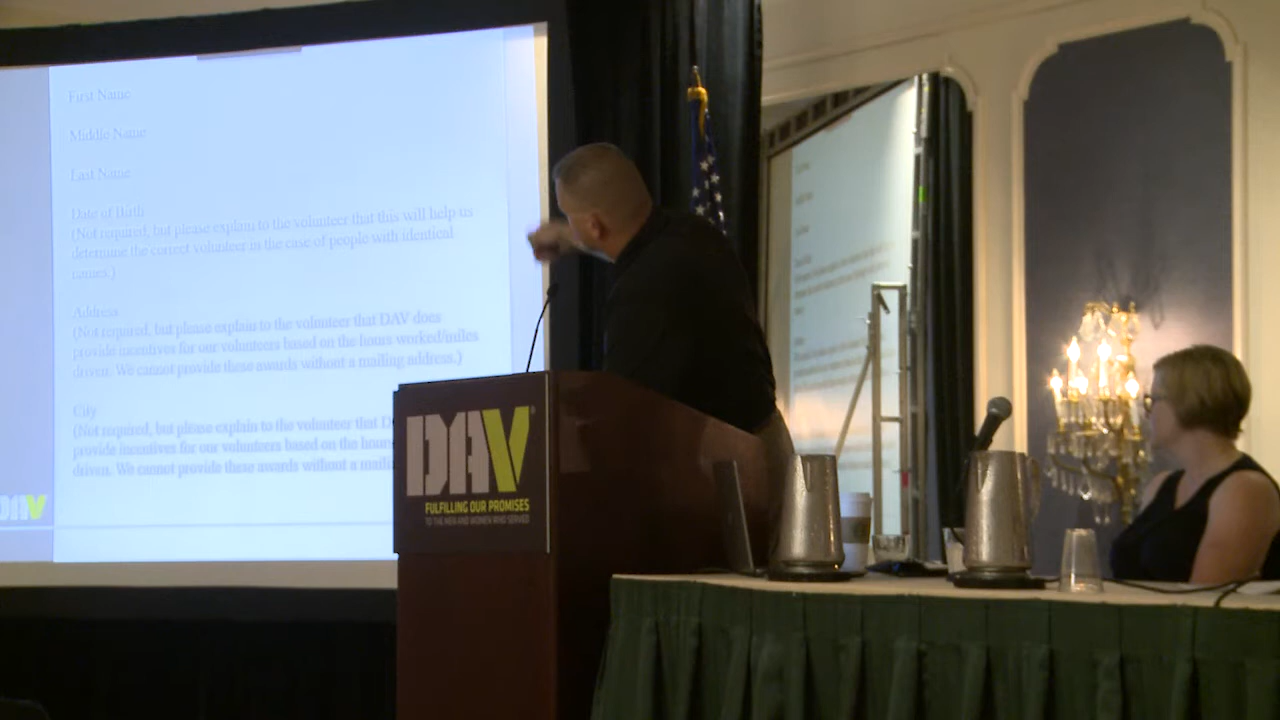 First Name
Middle Name
Last Name
Date of Birth
(Not required, but please explain to the volunteer that this will help us
determine the correct volunteer in the case of people with identical
names.)
Address
(Not required, but please explain to the volunteer that DAV does
provide incentives for our volunteers based on the hours worked/miles
driven. We cannot provide these awards without a mailing address.)
City
(Not required, but please explain to the volunteer that D
provide incentives for our volunteers based on the hours
driven. We cannot provide these awards without a maili
DAV
DAV
FULFILLING OUR PROMISES
TO THE MEN AND WOMEN WHO SERVED